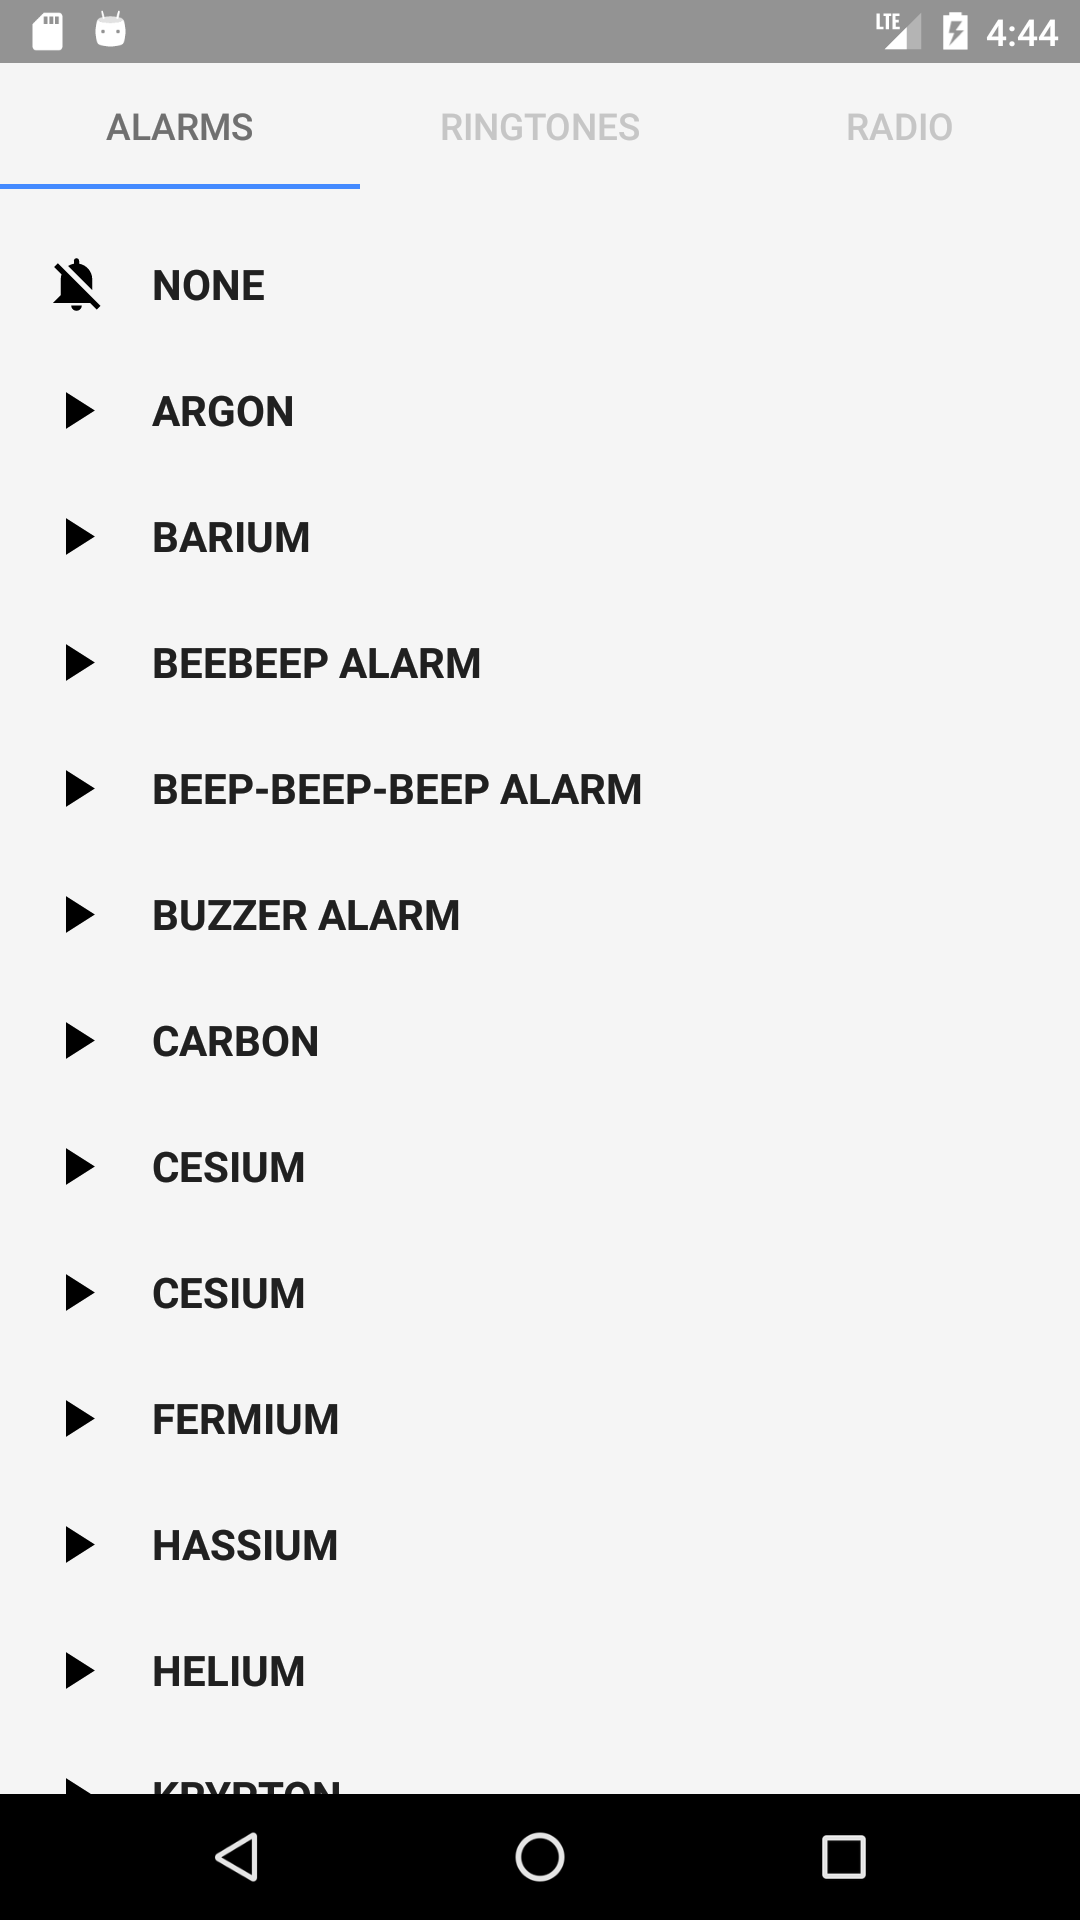 LTE 4:44
ALARMS RINGTONES RADIO
NONE
ARGON
BARIUM
BEEBEEP ALARM
BEEP-BEEP-BEEP ALARM
BUZZER ALARM
CARBON
CESIUM
CESIUM
FERMIUM
HASSIUM
HELIUM
KRYPTON